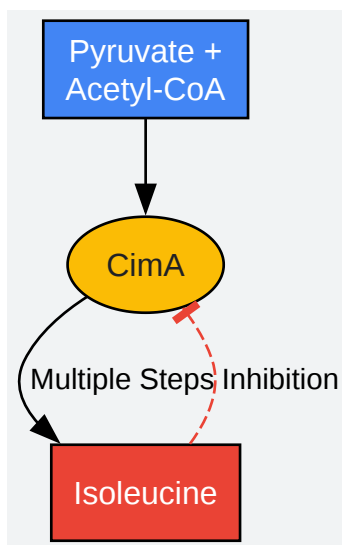 Pyruvate +
Acetyl-CoA
CimA
Multiple Steps
Inhibition
Isoleucine